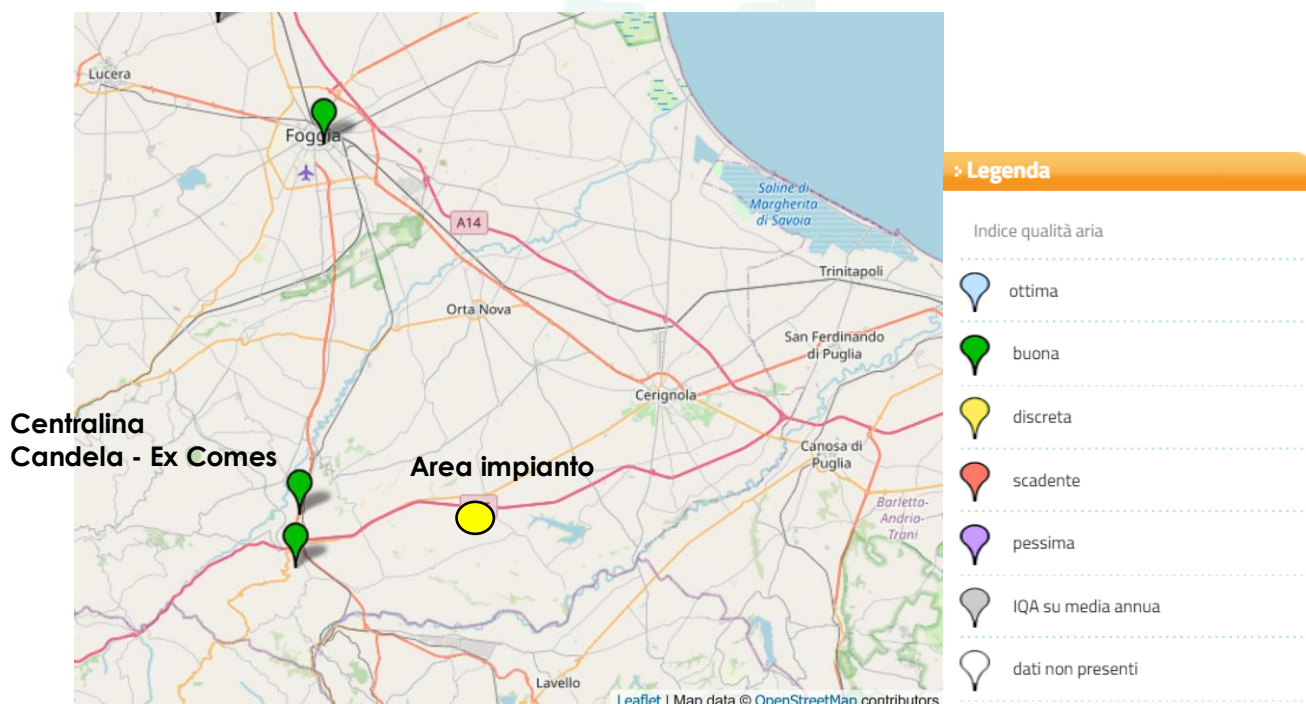 Lucera
Foggia
A14
Saline di
Margherita
di Savoia
Trinitapoli
Orta Nova
San Ferdinando
di Puglia
Cerignola
Canosa di
Puglia
Centralina
Candela - Ex Comes
Area impianto
Barletta-
Andria-
Trani
Lavello
Leaflet | Map data © OpenStreetMap contributors
Legenda
Indice qualità aria
ottima
buona
discreta
scadente
pessima
IQA su media annua
dati non presenti